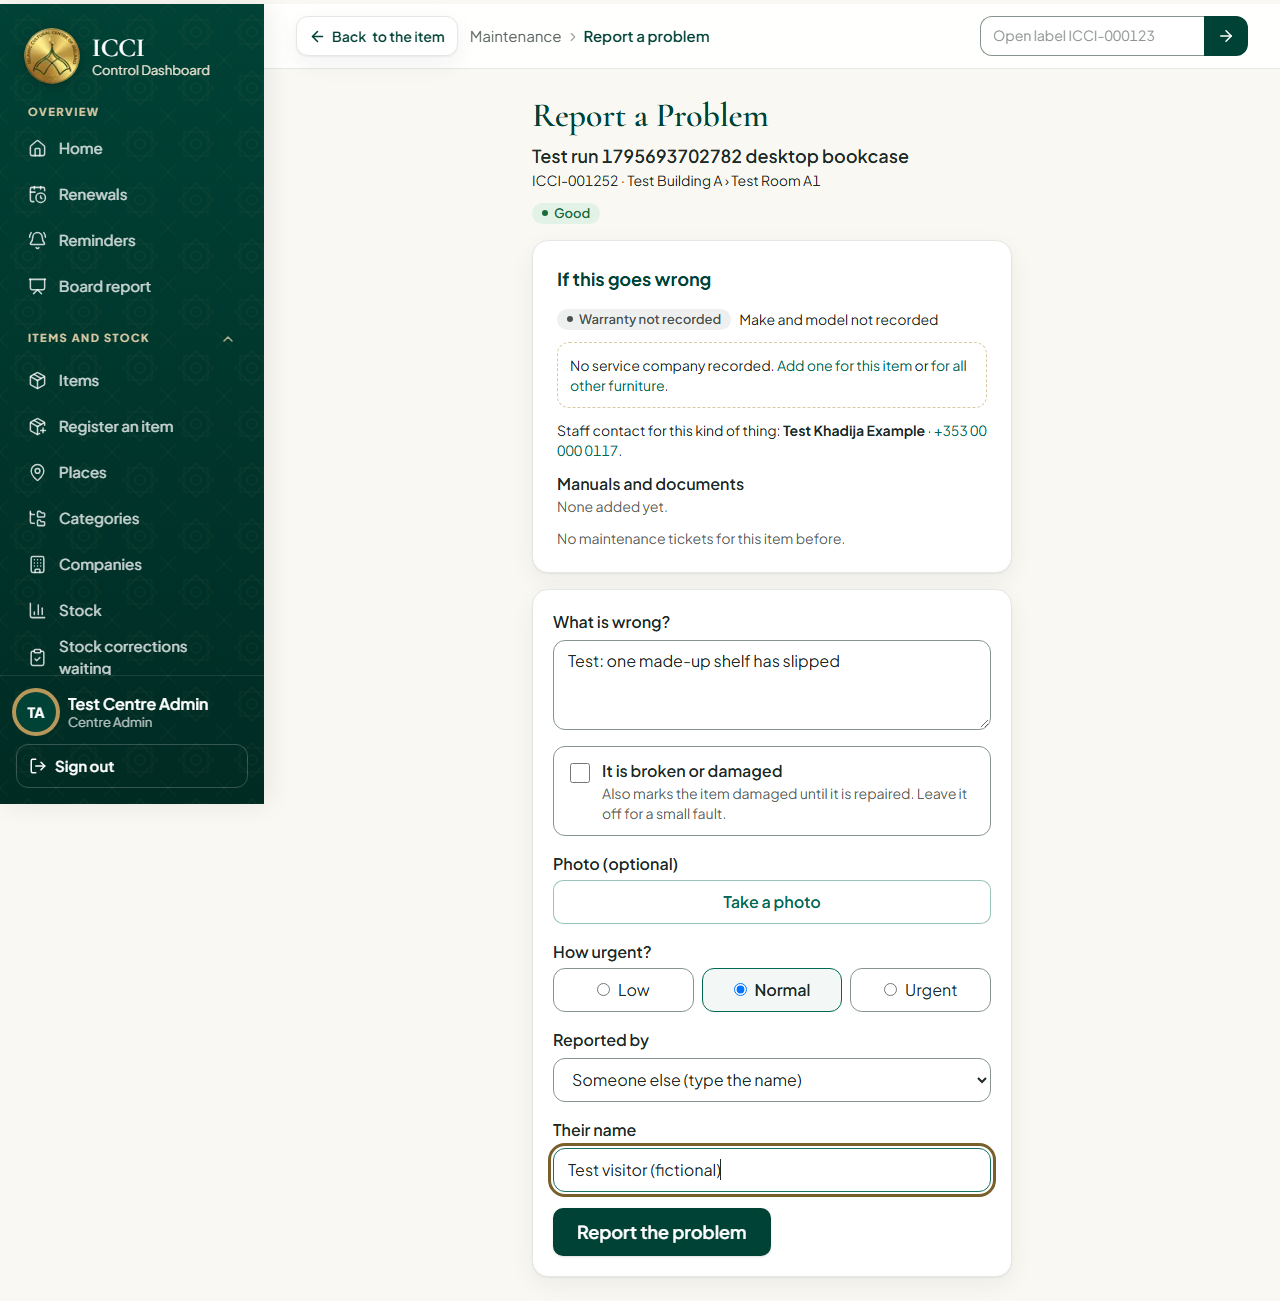 ICCI
Control Dashboard
OVERVIEW
Home
Renewals
Reminders
Board report
ITEMS AND STOCK
Items
Register an item
Places
Categories
Companies
Stock
Stock corrections
waiting
TA
Test Centre Admin
Centre Admin
Sign out
Back to the item
Maintenance
Report a problem
Open label ICCI-000123
Report a Problem
Test run 1795693702782 desktop bookcase
ICCI-001252 · Test Building A › Test Room A1
Good
If this goes wrong
Warranty not recorded
Make and model not recorded
No service company recorded. Add one for this item or for all
other furniture.
Staff contact for this kind of thing: Test Khadija Example · +353 00
000 0117.
Manuals and documents
None added yet.
No maintenance tickets for this item before.
What is wrong?
Test: one made-up shelf has slipped
It is broken or damaged
Also marks the item damaged until it is repaired. Leave it
off for a small fault.
Photo (optional)
Take a photo
How urgent?
Low
Normal
Urgent
Reported by
Someone else (type the name)
Their name
Test visitor (fictional)
Report the problem